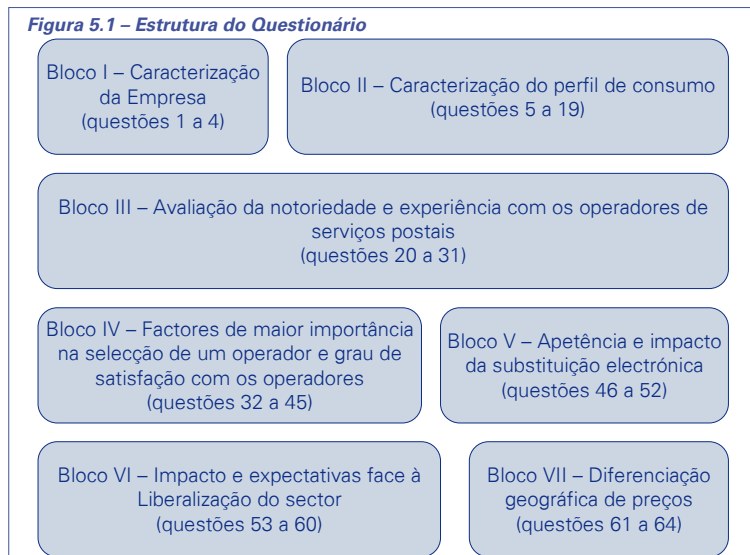 Figura 5.1 – Estrutura do Questionário
Bloco I – Caracterização
da Empresa
(questões 1 a 4)
Bloco II – Caracterização do perfil de consumo
(questões 5 a 19)
Bloco III – Avaliação da notoriedade e experiência com os operadores de
serviços postais
(questões 20 a 31)
Bloco IV – Factores de maior importância
na selecção de um operador e grau de
satisfação com os operadores
(questões 32 a 45)
Bloco V – Apetência e impacto
da substituição electrónica
(questões 46 a 52)
Bloco VI – Impacto e expectativas face à
Liberalização do sector
(questões 53 a 60)
Bloco VII – Diferenciação
geográfica de preços
(questões 61 a 64)